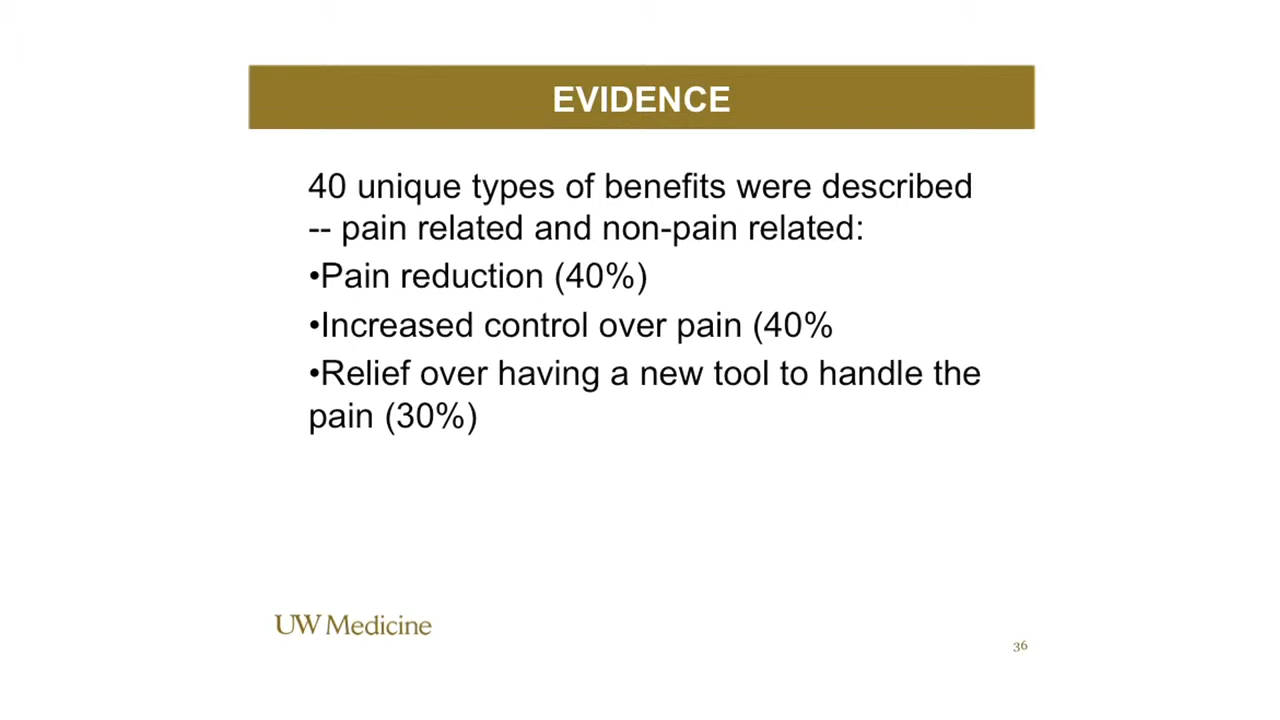 EVIDENCE
40 unique types of benefits were described
-- pain related and non-pain related:
•Pain reduction (40%)
•Increased control over pain (40%
•Relief over having a new tool to handle the
pain (30%)
UW Medicine
36